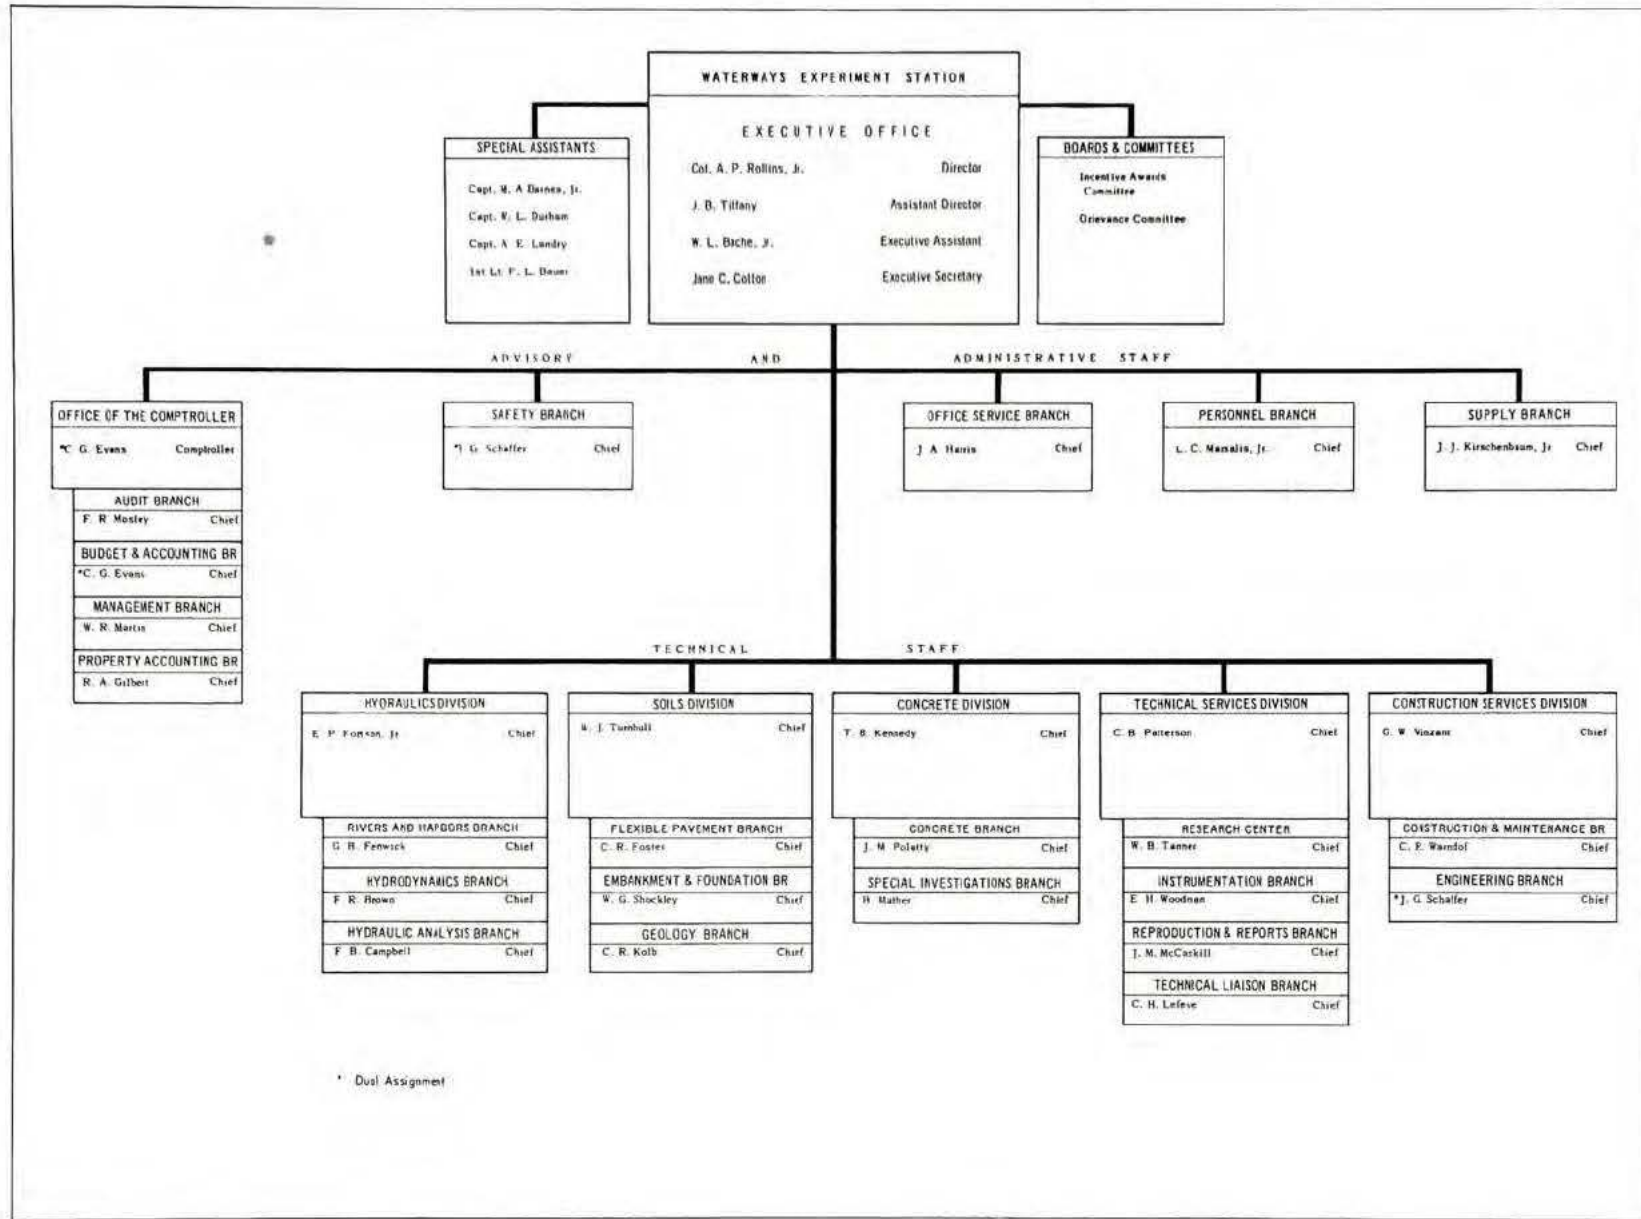 WATERWAYS EXPERIMENT STATION
EXECUTIVE OFFICE
Col. A. P. Rollins, Jr. Director
J. B. Tiffany Assistant Director
W. L. Bache, Jr. Executive Assistant
Jane C. Cotton Executive Secretary
SPECIAL ASSISTANTS
Capt. M. A Barnes, Jr.
Capt. W. L. Durham
Capt. A E. Landry
1st Lt. F. L. Bauer
BOARDS & COMMITTEES
Incentive Awards
Committee
Grievance Committee
ADVISORY AND ADMINISTRATIVE STAFF
OFFICE OF THE COMPTROLLER
*C G. Evans Comptroller
AUDIT BRANCH
F. R Mosley Chief
BUDGET & ACCOUNTING BR
*C. G. Evans Chief
MANAGEMENT BRANCH
W. R. Martin Chief
PROPERTY ACCOUNTING BR
R. A. Gilbert Chief
SAFETY BRANCH
*J G. Schaffer Chief
OFFICE SERVICE BRANCH
J A Harris Chief
PERSONNEL BRANCH
L. C. Jr. Chief
SUPPLY BRANCH
J. J. Kirschenbaum, Jr Chief
TECHNICAL STAFF
HYDRAULICS DIVISION
E P Fortson, Jr Chief
RIVERS AND HARBORS BRANCH
G B. Fenwick Chief
HYDRODYNAMICS BRANCH
F R. Brown Chief
HYDRAULIC ANALYSIS BRANCH
F B. Campbell Chief
SOILS DIVISION
W. J. Turnbull Chief
FLEXIBLE PAVEMENT BRANCH
C. R. Foster Chief
EMBANKMENT & FOUNDATION BR
W. G. Shockley Chief
GEOLOGY BRANCH
C. R. Kolb Chief
CONCRETE DIVISION
T. B. Kennedy Chief
CONCRETE BRANCH
J. M Polatty Chief
SPECIAL INVESTIGATIONS BRANCH
B Mather Chief
TECHNICAL SERVICES DIVISION
C. B. Patterson Chief
RESEARCH CENTER
W. B. Tanner Chief
INSTRUMENTATION BRANCH
E H. Woodman Chief
REPRODUCTION & REPORTS BRANCH
J. M. McCaskill Chief
TECHNICAL LIAISON BRANCH
C. H. Chief
CONSTRUCTION SERVICES DIVISION
G. W Vinzant Chief
CONSTRUCTION & MAINTENANCE BR
C. E. Chief
ENGINEERING BRANCH
*J. G Schaffer Chief
* Dual Assignment